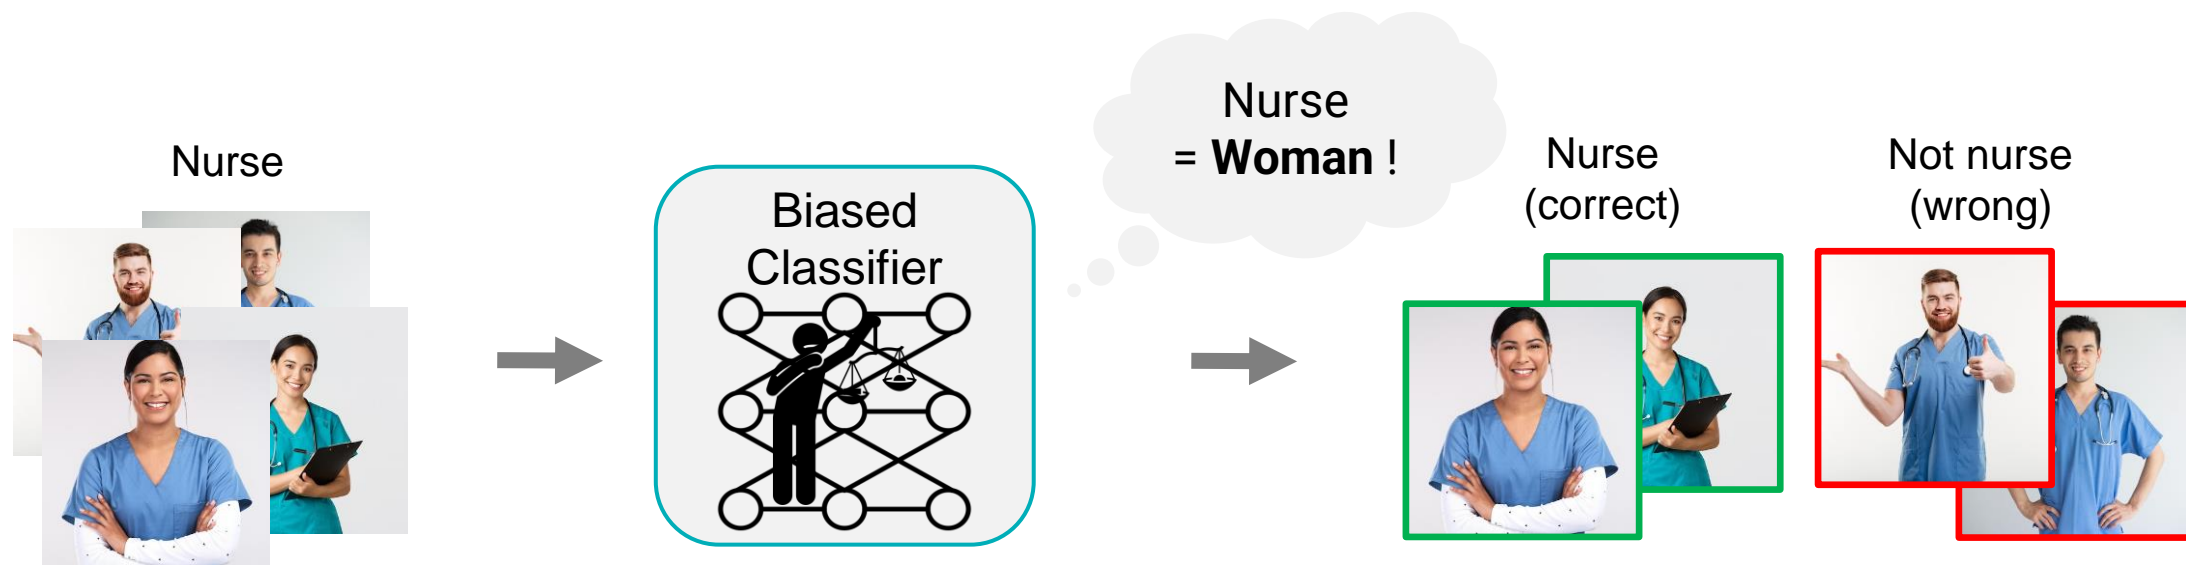 Nurse
Biased
Classifier
Nurse
= Woman !
Nurse
(correct)
Not nurse
(wrong)